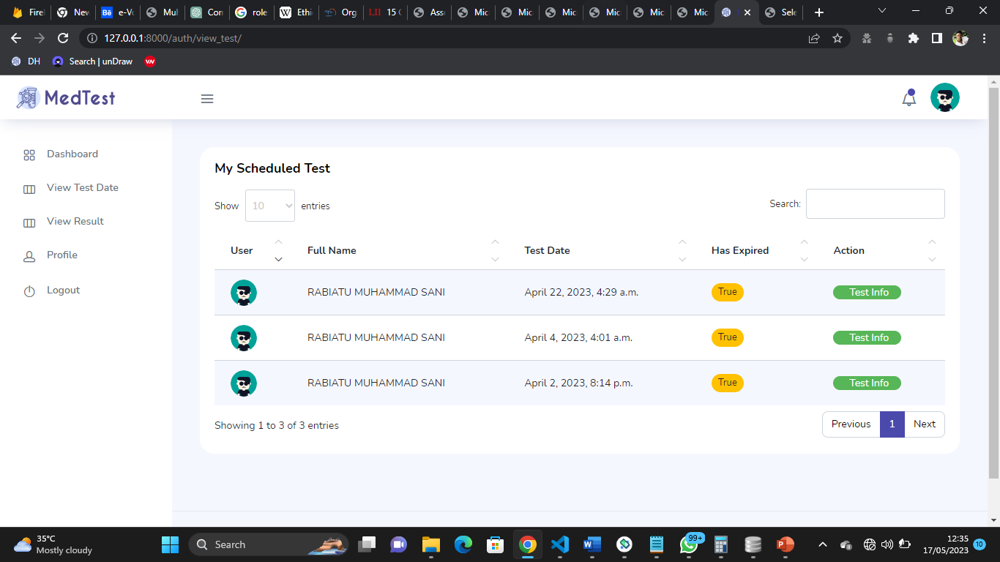 Firel
New
Bē e-Vo
Mul
Con
G role
W Ethi
Org
LII 15 (
Ass
Mic
Mic
Mic
Mic
Mic
Mic
Sele
127.0.0.1:8000/auth/view_test/
DH
Search | unDraw
MedTest
Dashboard
View Test Date
View Result
Profile
Logout
My Scheduled Test
Show 10 entries
Search:
User Full Name Test Date Has Expired Action
RABIATU MUHAMMAD SANI April 22, 2023, 4:29 a.m. True Test Info
RABIATU MUHAMMAD SANI April 4, 2023, 4:01 a.m. True Test Info
RABIATU MUHAMMAD SANI April 2, 2023, 8:14 p.m. True Test Info
Showing 1 to 3 of 3 entries
Previous 1 Next
35°C
Mostly cloudy
Search
99+
12:35
17/05/2023
10